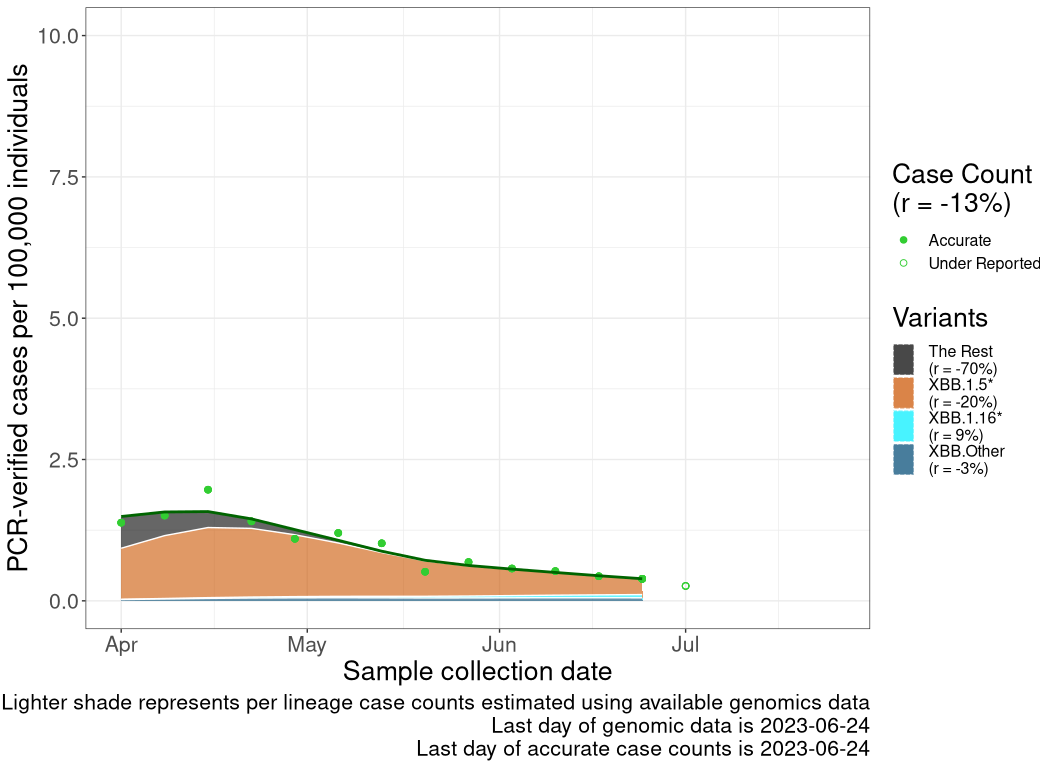 PCR-verified cases per 100,000 individuals
10.0
7.5
5.0
2.5
0.0
Apr
May
Jun
Jul
Sample collection date
Lighter shade represents per lineage case counts estimated using available genomics data
Last day of genomic data is 2023-06-24
Last day of accurate case counts is 2023-06-24
Case Count
(r = -13%)
Accurate
Under Reported
Variants
The Rest
(r = -70%)
XBB.1.5*
(r = -20%)
XBB.1.16*
(r = 9%)
XBB.Other
(r = -3%)